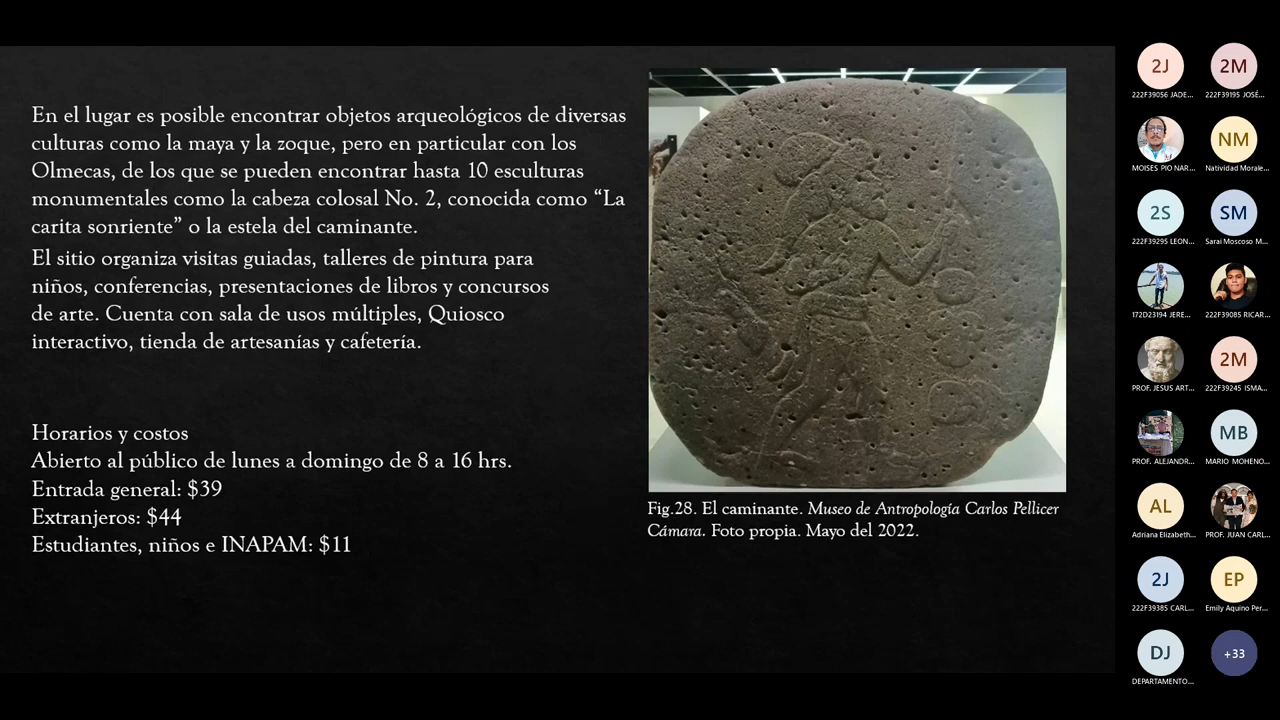 En el lugar es posible encontrar objetos arqueológicos de diversas
culturas como la maya y la zoque, pero en particular con los
Olmecas, de los que se pueden encontrar hasta 10 esculturas
monumentales como la cabeza colosal No. 2, conocida como “La
carita sonriente” o la estela del caminante.
El sitio organiza visitas guiadas, talleres de pintura para
niños, conferencias, presentaciones de libros y concursos
de arte. Cuenta con sala de usos múltiples, Quiosco
interactivo, tienda de artesanías y cafetería.
Horarios y costos
Abierto al público de lunes a domingo de 8 a 16 hrs.
Entrada general: $39
Extranjeros: $44
Estudiantes, niños e INAPAM: $11
Fig.28. El caminante. Museo de Antropología Carlos Pellicer
Cámara. Foto propia. Mayo del 2022.
2J
2M
222F39056 JADE...
222F39195 JOSÉ...
NM
MOISES PIO NAR...
Natividad Morale...
2S
SM
222F39295 LEON...
Sarai Moscoso M...
172D23194 JERE...
222F39085 RICAR...
2M
PROF. JESUS ART...
222F39245 ISMA...
MB
PROF. ALEJANDR...
MARIO MOHENO...
AL
Adriana Elizabeth...
PROF. JUAN CARL...
2J
EP
222F39385 CARL...
Emily Aquino Per...
DJ
+33
DEPARTAMENTO...